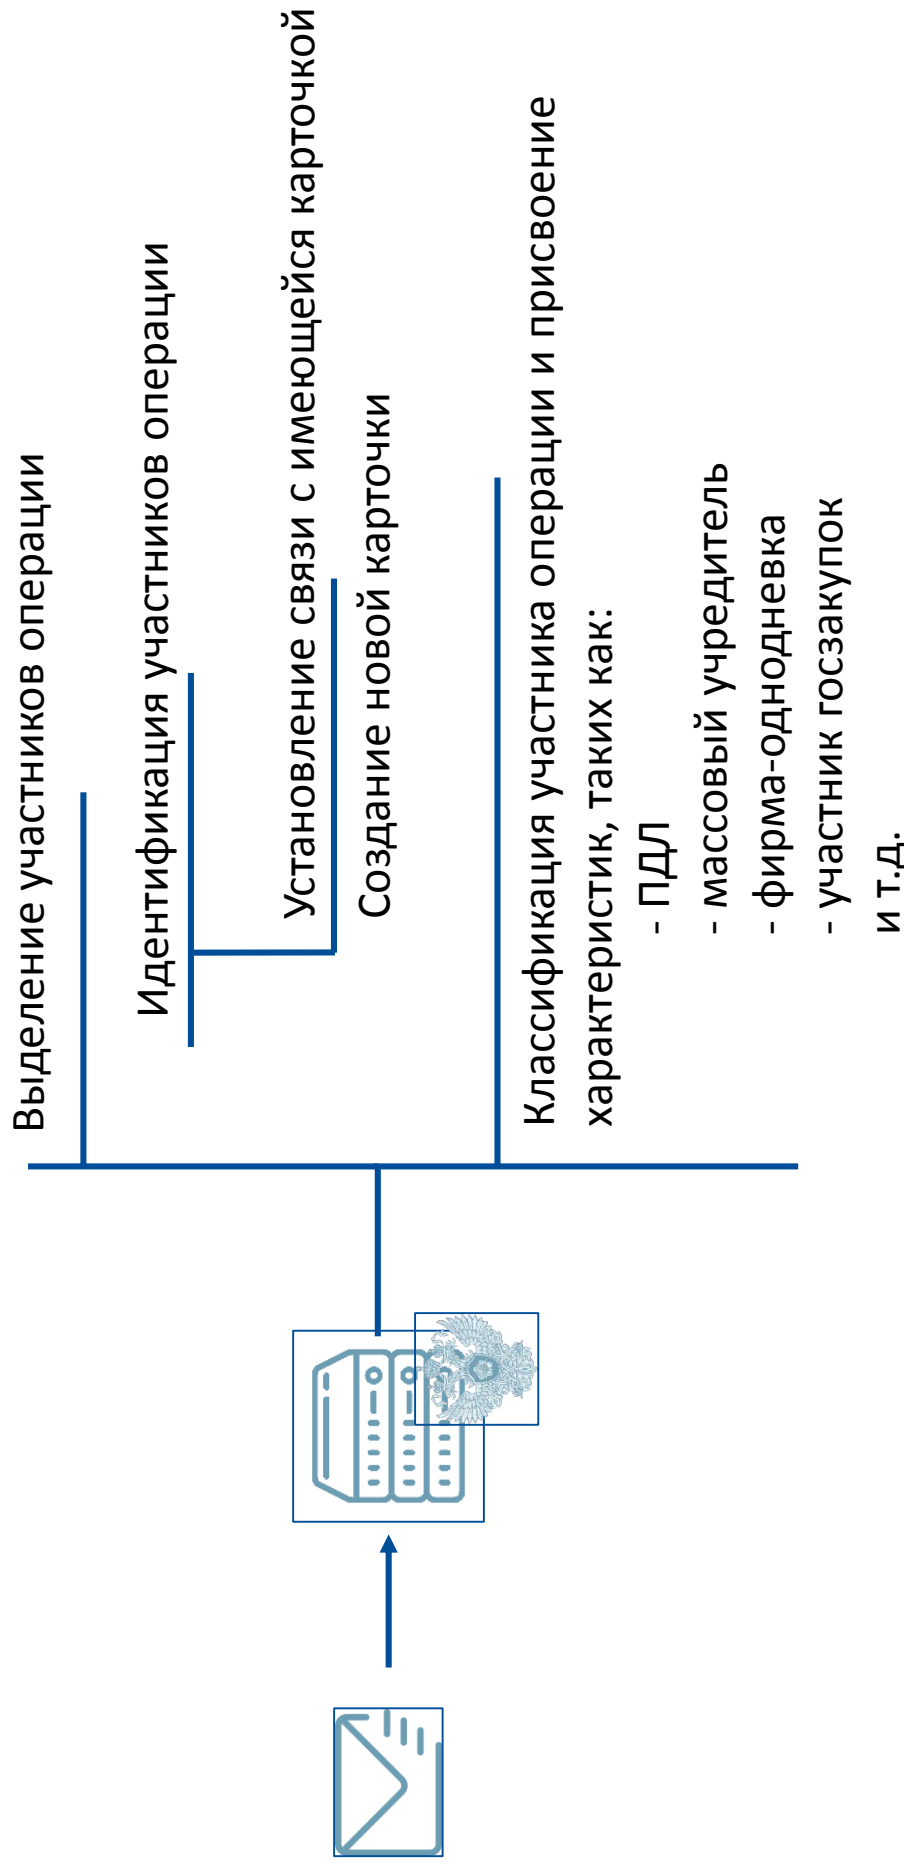 Выделение участников операции
Идентификация участников операции
Установление связи с имеющейся карточкой
Создание новой карточки
Классификация участника операции и присвоение
характеристик, таких как:
- ПДЛ
- массовый учредитель
- фирма-однодневка
- участник госзакупок
и т.д.